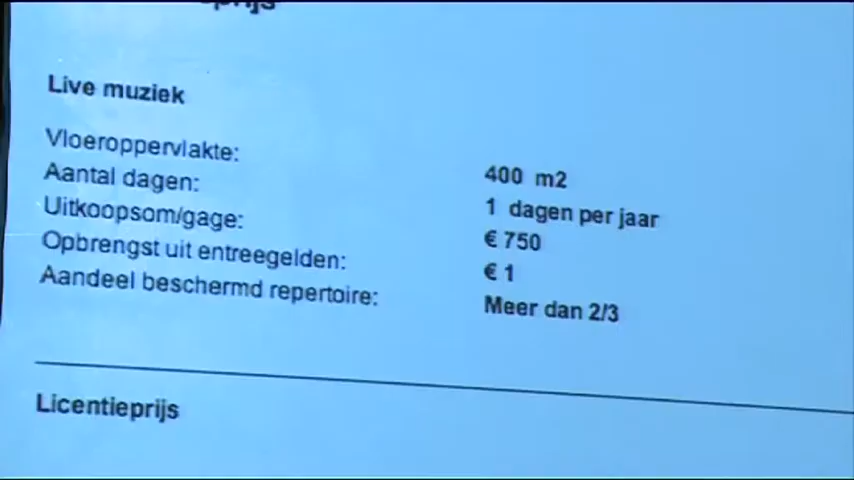 Live muziek
Vloeroppervlakte: 400 m2
Aantal dagen: 1 dagen per jaar
Uitkoopsom/gage: € 750
Opbrengst uit entreegelden: € 1
Aandeel beschermd repertoire: Meer dan 2/3
Licentieprijs